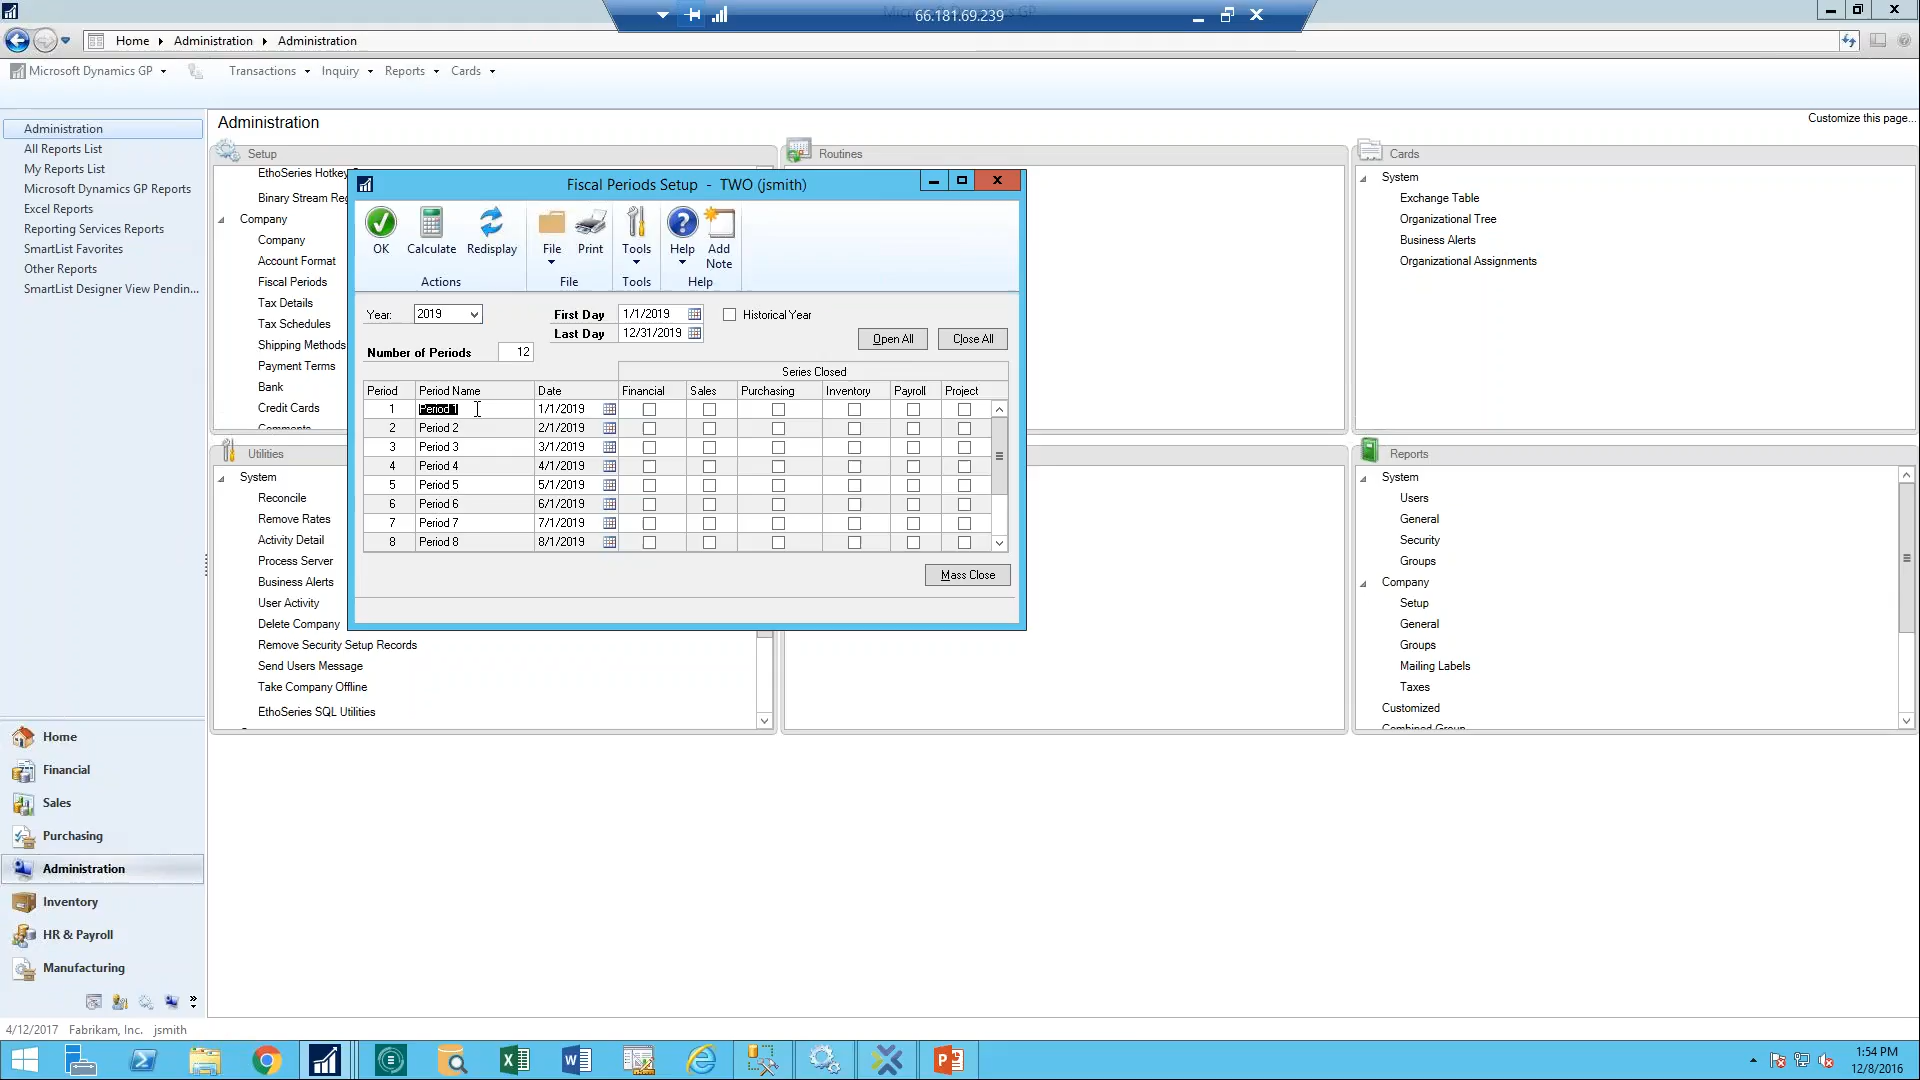 Microsoft Dynamics GP
66.181.69.239
Home Administration Administration
Microsoft Dynamics GP Transactions Inquiry Reports Cards
Administration
Customize this page...
Administration
All Reports List
My Reports List
Microsoft Dynamics GP Reports
Excel Reports
Reporting Services Reports
SmartList Favorites
Other Reports
SmartList Designer View Pendin...
Setup
EthoSeries Hotkey
Binary Stream Reg
Company
Company
Account Format
Fiscal Periods
Tax Details
Tax Schedules
Shipping Methods
Payment Terms
Bank
Credit Cards
Comments
Routines
Cards
System
Exchange Table
Organizational Tree
Business Alerts
Organizational Assignments
Fiscal Periods Setup - TWO (jsmith)
OK Calculate Redisplay File Print Tools Help Add Note
Actions File Tools Help
Year: 2019 First Day 1/1/2019 Historical Year
Last Day 12/31/2019
Open All Close All
Number of Periods 12
Series Closed
Period Period Name Date Financial Sales Purchasing Inventory Payroll Project
1 Period 1 1/1/2019
2 Period 2 2/1/2019
3 Period 3 3/1/2019
4 Period 4 4/1/2019
5 Period 5 5/1/2019
6 Period 6 6/1/2019
7 Period 7 7/1/2019
8 Period 8 8/1/2019
Mass Close
Utilities
System
Reconcile
Remove Rates
Activity Detail
Process Server
Business Alerts
User Activity
Delete Company
Remove Security Setup Records
Send Users Message
Take Company Offline
EthoSeries SQL Utilities
Reports
System
Users
General
Security
Groups
Company
Setup
General
Groups
Mailing Labels
Taxes
Customized
Combined Group
Home
Financial
Sales
Purchasing
Administration
Inventory
HR & Payroll
Manufacturing
4/12/2017 Fabrikam, Inc. jsmith
1:54 PM
12/8/2016